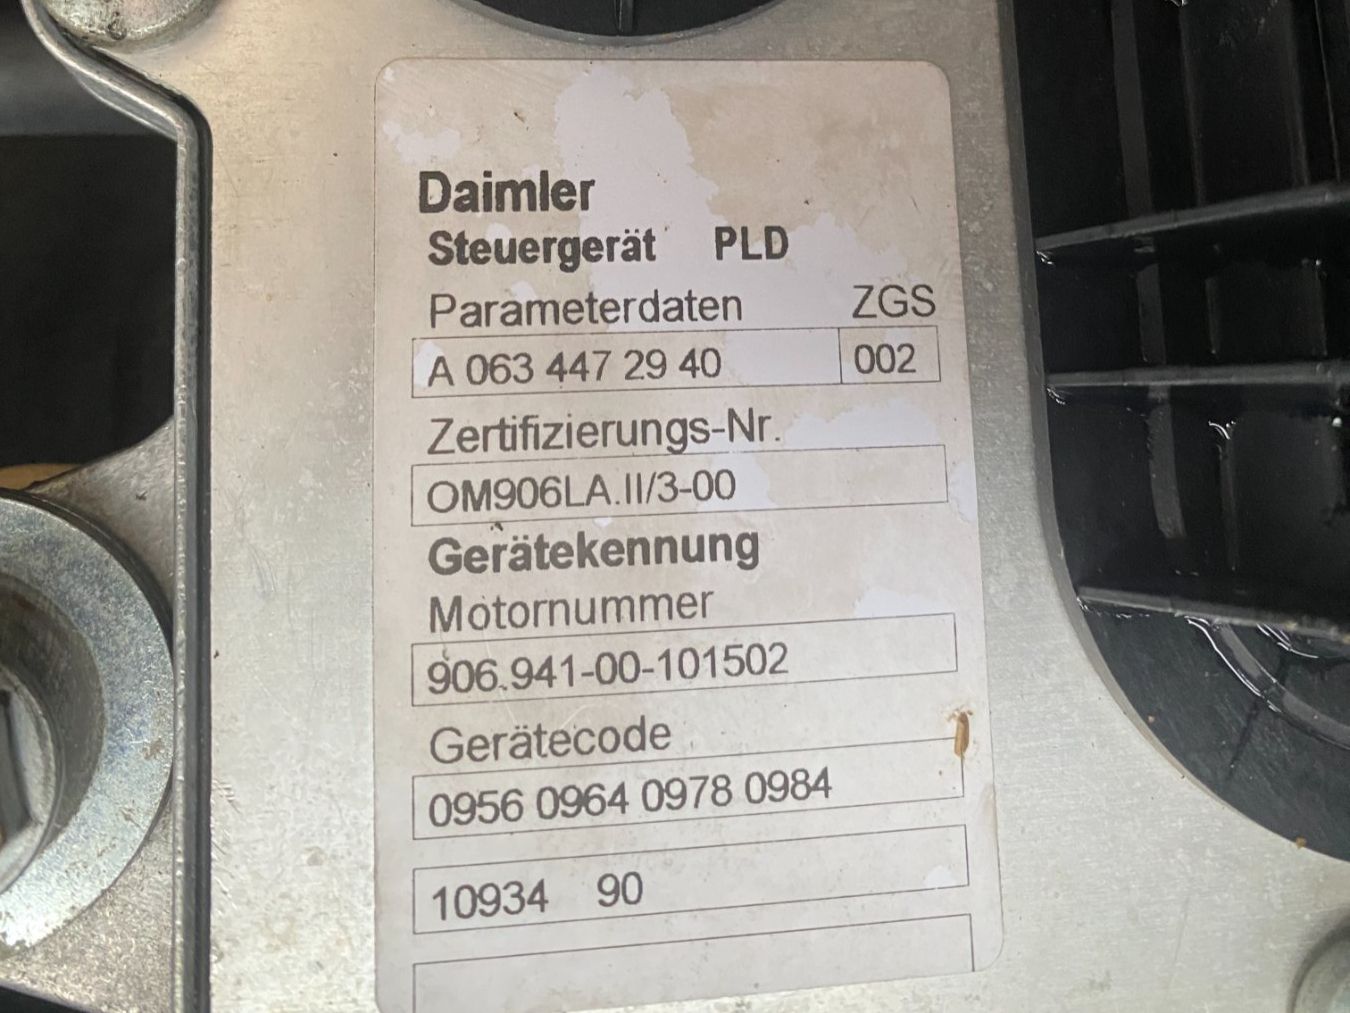 Daimler
Steuergerät PLD
Parameterdaten ZGS
A 063 447 29 40 002
Zertifizierungs-Nr.
OM906LA.II/3-00
Gerätekennung
Motornummer
906.941-00-101502
Gerätecode
0956 0964 0978 0984
10934 90